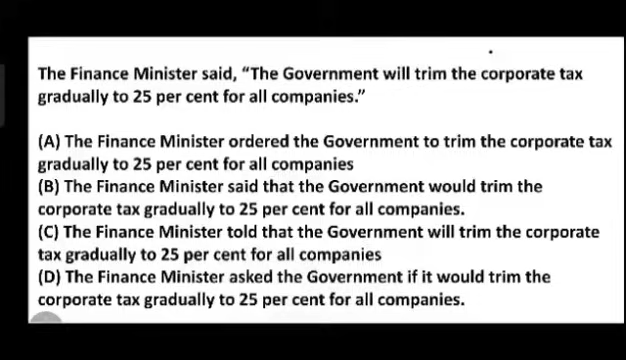 The Finance Minister said, “The Government will trim the corporate tax
gradually to 25 per cent for all companies.”
(A) The Finance Minister ordered the Government to trim the corporate tax
gradually to 25 per cent for all companies
(B) The Finance Minister said that the Government would trim the
corporate tax gradually to 25 per cent for all companies.
(C) The Finance Minister told that the Government will trim the corporate
tax gradually to 25 per cent for all companies
(D) The Finance Minister asked the Government if it would trim the
corporate tax gradually to 25 per cent for all companies.